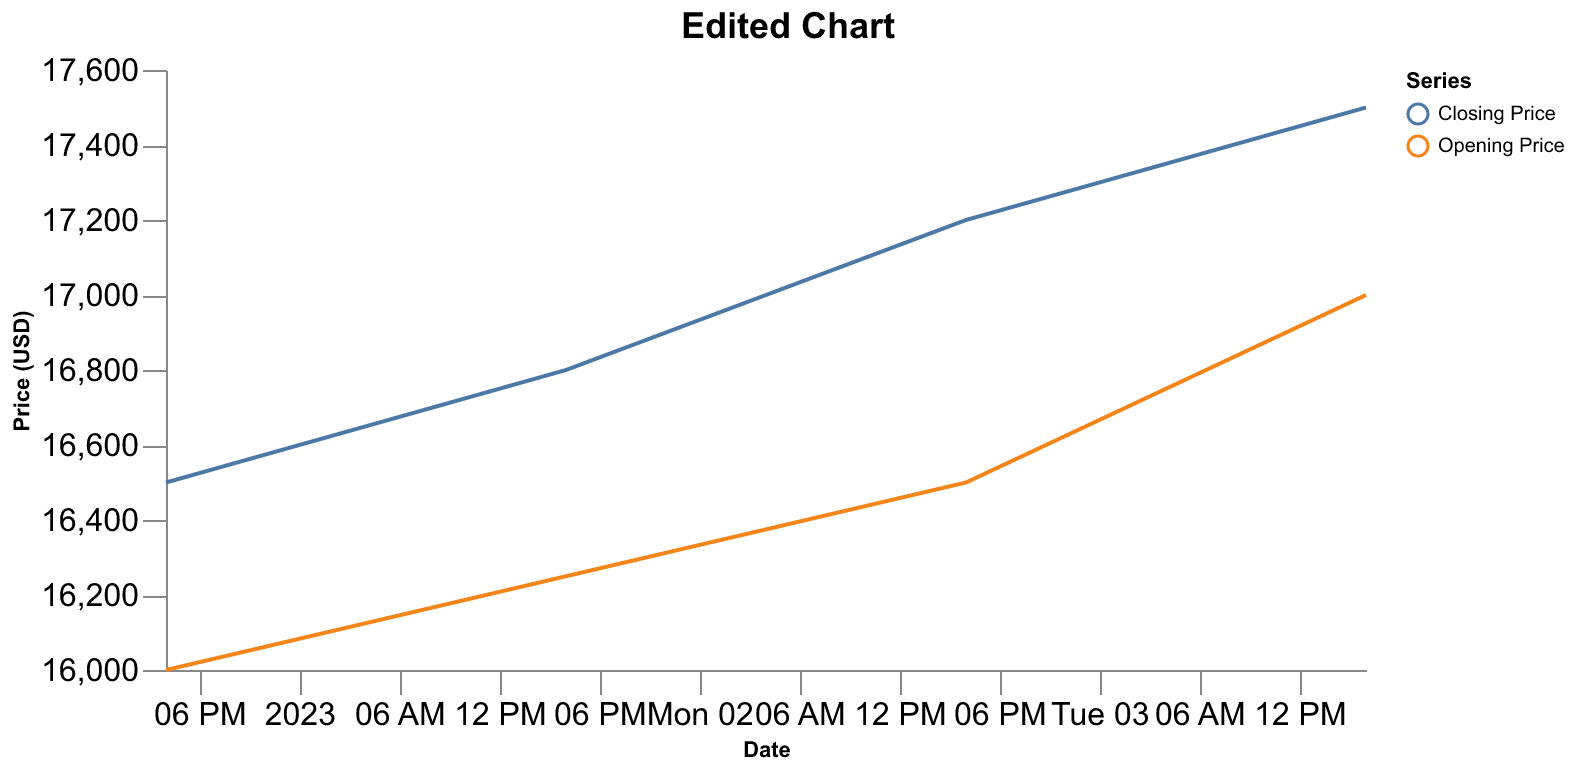 Edited Chart
17,600
17,400
17,200
17,000
16,800
16,600
16,400
16,200
16,000
Price (USD)
06 PM 2023 06 AM 12 PM 06 PM Mon 02 06 AM 12 PM 06 PM Tue 03 06 AM 12 PM
Date
Series
Closing Price
Opening Price